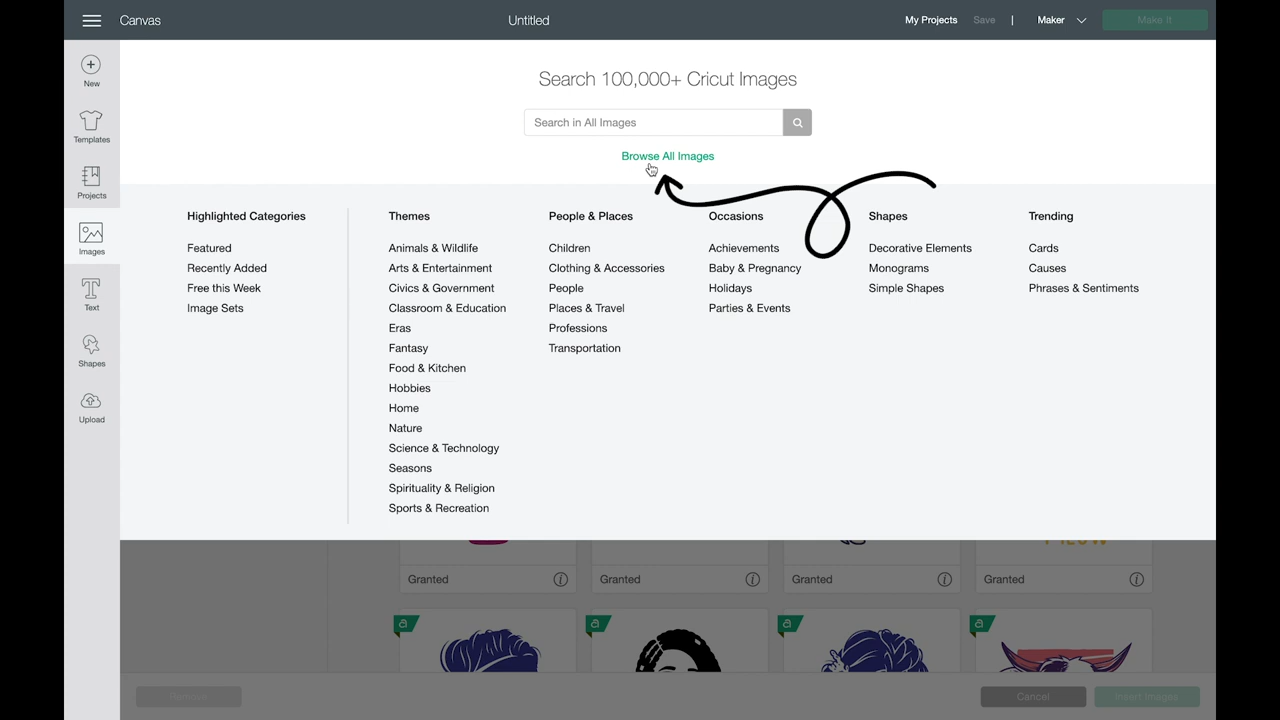 Canvas
Untitled
My Projects Save | Maker Make It
New
Templates
Projects
Images
Text
Shapes
Upload
Search 100,000+ Cricut Images
Search in All Images
Browse All Images
Highlighted Categories
Featured
Recently Added
Free this Week
Image Sets
Themes
Animals & Wildlife
Arts & Entertainment
Civics & Government
Classroom & Education
Eras
Fantasy
Food & Kitchen
Hobbies
Home
Nature
Science & Technology
Seasons
Spirituality & Religion
Sports & Recreation
People & Places
Children
Clothing & Accessories
People
Places & Travel
Professions
Transportation
Occasions
Achievements
Baby & Pregnancy
Holidays
Parties & Events
Shapes
Decorative Elements
Monograms
Simple Shapes
Trending
Cards
Causes
Phrases & Sentiments
Granted
Granted
Granted
Granted
Remove
Cancel
Insert Images